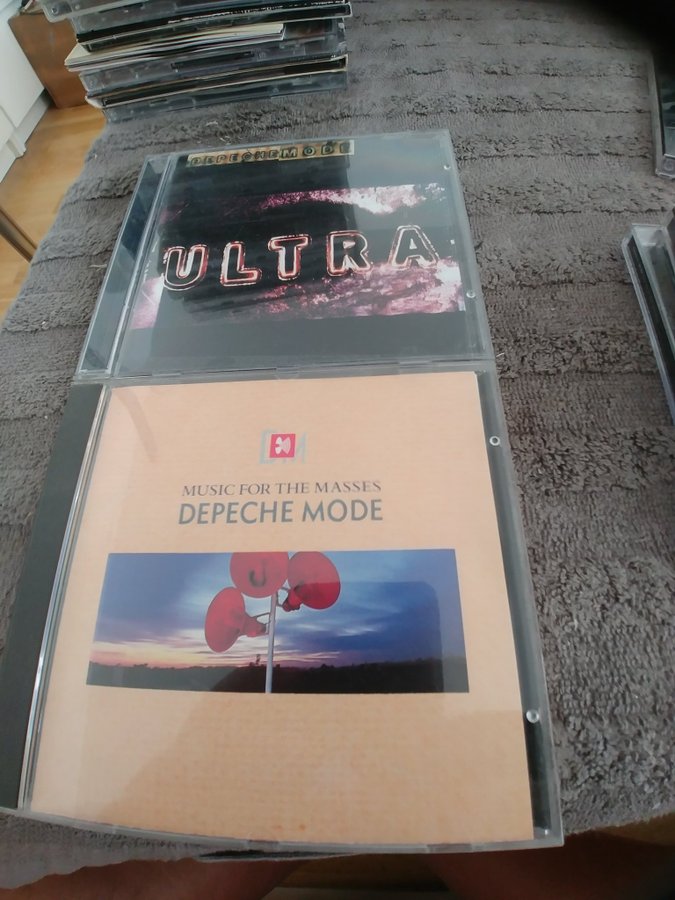 DEPECHE MODE
ULTRA
MUSIC FOR THE MASSES
DEPECHE MODE